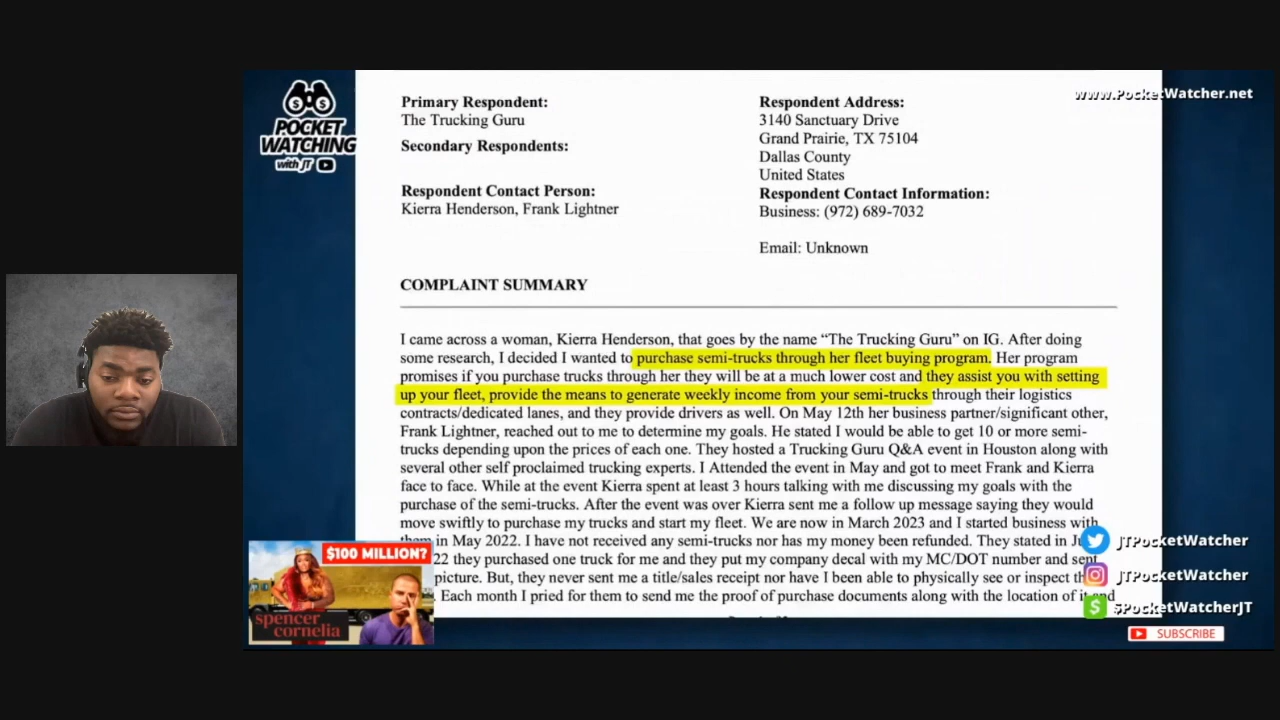 www.PocketWatcher.net
POCKET
WATCHING
with JT
Primary Respondent:
The Trucking Guru
Secondary Respondents:
Respondent Contact Person:
Kierra Henderson, Frank Lightner
Respondent Address:
3140 Sanctuary Drive
Grand Prairie, TX 75104
Dallas County
United States
Respondent Contact Information:
Business: (972) 689-7032
Email: Unknown
COMPLAINT SUMMARY
I came across a woman, Kierra Henderson, that goes by the name “The Trucking Guru” on IG. After doing
some research, I decided I wanted to purchase semi-trucks through her fleet buying program. Her program
promises if you purchase trucks through her they will be at a much lower cost and they assist you with setting
up your fleet, provide the means to generate weekly income from your semi-trucks through their logistics
contracts/dedicated lanes, and they provide drivers as well. On May 12th her business partner/significant other,
Frank Lightner, reached out to me to determine my goals. He stated I would be able to get 10 or more semi-
trucks depending upon the prices of each one. They hosted a Trucking Guru Q&A event in Houston along with
several other self proclaimed trucking experts. I Attended the event in May and got to meet Frank and Kierra
face to face. While at the event Kierra spent at least 3 hours talking with me discussing my goals with the
purchase of the semi-trucks. After the event was over Kierra sent me a follow up message saying they would
move swiftly to purchase my trucks and start my fleet. We are now in March 2023 and I started business with
in May 2022. I have not received any semi-trucks nor has my money been refunded. They stated in
22 they purchased one truck for me and they put my company decal with my MC/DOT number and sent
picture. But, they never sent me a title/sales receipt nor have I been able to physically see or inspect
Each month I pried for them to send me the proof of purchase documents along with the location of it and
$100 MILLION?
spencer
cornelia
JTPocketWatcher
JTPocketWatcher
$PocketWatcherJT
SUBSCRIBE